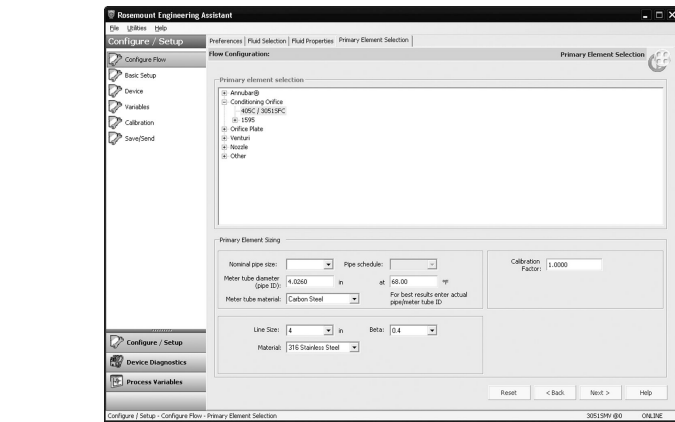 Rosemount Engineering Assistant
File Utilities Help
Configure / Setup
Configure Flow
Basic Setup
Device
Variables
Calibration
Save/Send
Configure / Setup
Device Diagnostics
Process Variables
Preferences Fluid Selection Fluid Properties Primary Element Selection
Flow Configuration: Primary Element Selection
Primary element selection
Annubar®
Conditioning Orifice
405C / 3051SFC
1595
Orifice Plate
Venturi
Nozzle
Other
Primary Element Sizing
Nominal pipe size: Pipe schedule:
Meter tube diameter (pipe ID): 4.0260 in at 68.00 °F
Meter tube material: Carbon Steel For best results enter actual pipe/meter tube ID
Calibration Factor: 1.0000
Line Size: 4 in Beta: 0.4
Material: 316 Stainless Steel
Reset < Back Next > Help
Configure / Setup - Configure Flow - Primary Element Selection 3051SMV @0 ONLINE